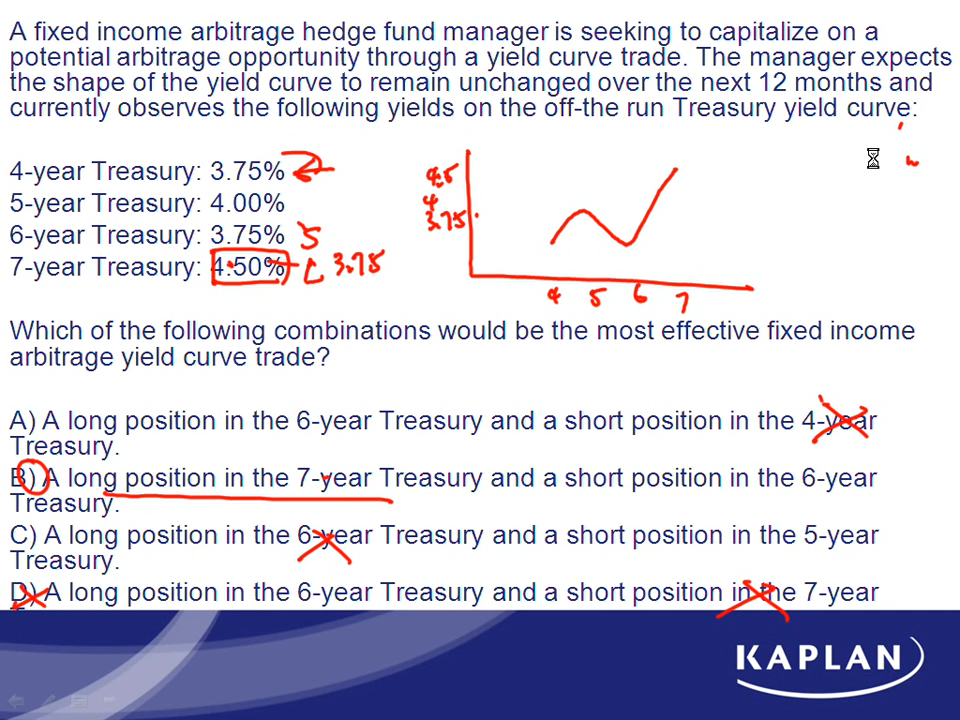 A fixed income arbitrage hedge fund manager is seeking to capitalize on a
potential arbitrage opportunity through a yield curve trade. The manager expects
the shape of the yield curve to remain unchanged over the next 12 months and
currently observes the following yields on the off-the run Treasury yield curve:
4-year Treasury: 3.75%
5-year Treasury: 4.00%
6-year Treasury: 3.75% S
7-year Treasury: 4.50% L 3.75
4.5
4
3.75
4 5 6 7
Which of the following combinations would be the most effective fixed income
arbitrage yield curve trade?
A) A long position in the 6-year Treasury and a short position in the 4-year
Treasury.
B) A long position in the 7-year Treasury and a short position in the 6-year
Treasury.
C) A long position in the 6-year Treasury and a short position in the 5-year
Treasury.
D) A long position in the 6-year Treasury and a short position in the 7-year
KAPLAN